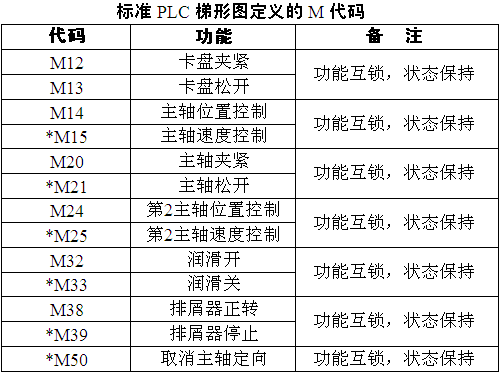 标准 PLC 梯形图定义的 M 代码
代码 功能 备 注
M12 卡盘夹紧 功能互锁，状态保持
M13 卡盘松开
M14 主轴位置控制 功能互锁，状态保持
*M15 主轴速度控制
M20 主轴夹紧 功能互锁，状态保持
*M21 主轴松开
M24 第2主轴位置控制 功能互锁，状态保持
*M25 第2主轴速度控制
M32 润滑开 功能互锁，状态保持
*M33 润滑关
M38 排屑器正转 功能互锁，状态保持
*M39 排屑器停止
*M50 取消主轴定向 功能互锁，状态保持